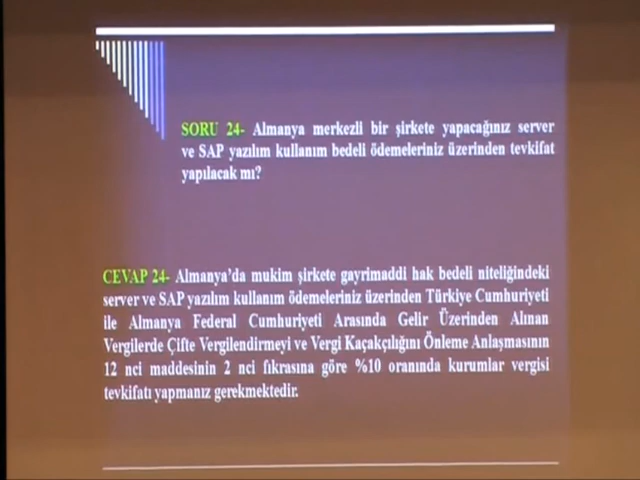 SORU 24- Almanya merkezli bir şirkete yapacağınız server
ve SAP yazılım kullanım bedeli ödemeleriniz üzerinden tevkifat
yapılacak mı?
CEVAP 24- Almanya'da mukim şirkete gayrimaddi hak bedeli niteliğindeki
server ve SAP yazılım kullanım ödemeleriniz üzerinden Türkiye Cumhuriyeti
ile Almanya Federal Cumhuriyeti Arasında Gelir Üzerinden Alınan
Vergilerde Çifte Vergilendirmeyi ve Vergi Kaçakçılığını Önleme Anlaşmasının
12 nci maddesinin 2 nci fıkrasına göre %10 oranında kurumlar vergisi
tevkifatı yapmanız gerekmektedir.